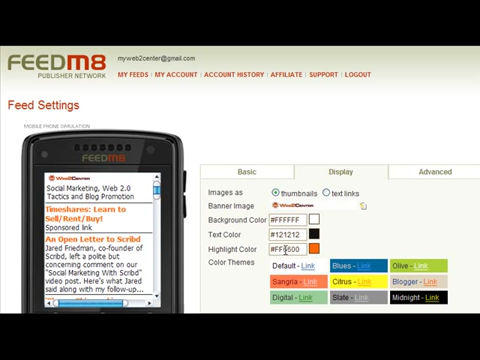 FEEDM8
PUBLISHER NETWORK
myweb2center@gmail.com
MY FEEDS | MY ACCOUNT | ACCOUNT HISTORY | AFFILIATE | SUPPORT | LOGOUT
Feed Settings
MOBILE PHONE SIMULATION
FEEDM8
Web2Center
Social Marketing, Web 2.0
Tactics and Blog Promotion
Timeshares: Learn to
Sell/Rent/Buy!
Sponsored link
An Open Letter to Scribd
Jared Friedman, co-founder of
Scribd, left a polite but
concerning comment on our
"Social Marketing With Scribd"
video post. Here's what Jared
said along with my follow-up...
Basic
Display
Advanced
Images as
thumbnails
text links
Banner Image
Web2Center
Background Color
#FFFFFF
Text Color
#121212
Highlight Color
#FF6600
Color Themes
Default - Link
Blues - Link
Olive - Link
Sangria - Link
Citrus - Link
Blogger - Link
Digital - Link
Slate - Link
Midnight - Link